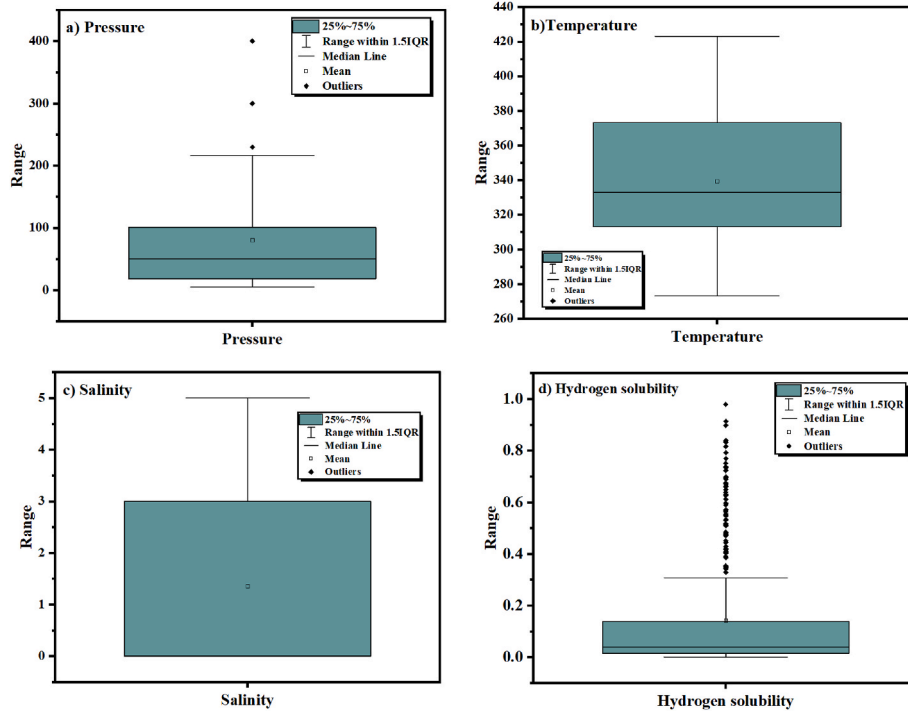 a) Pressure
25%~75%
Range within 1.5IQR
Median Line
Mean
Outliers
400
300
200
100
0
Range
Pressure
b)Temperature
440
420
400
380
360
340
320
300
280
260
Range
25%~75%
Range within 1.5IQR
Median Line
Mean
Outliers
Temperature
c) Salinity
25%~75%
Range within 1.5IQR
Median Line
Mean
Outliers
5
4
3
2
1
0
Range
Salinity
d) Hydrogen solubility
25%~75%
Range within 1.5IQR
Median Line
Mean
Outliers
1.0
0.8
0.6
0.4
0.2
0.0
Range
Hydrogen solubility